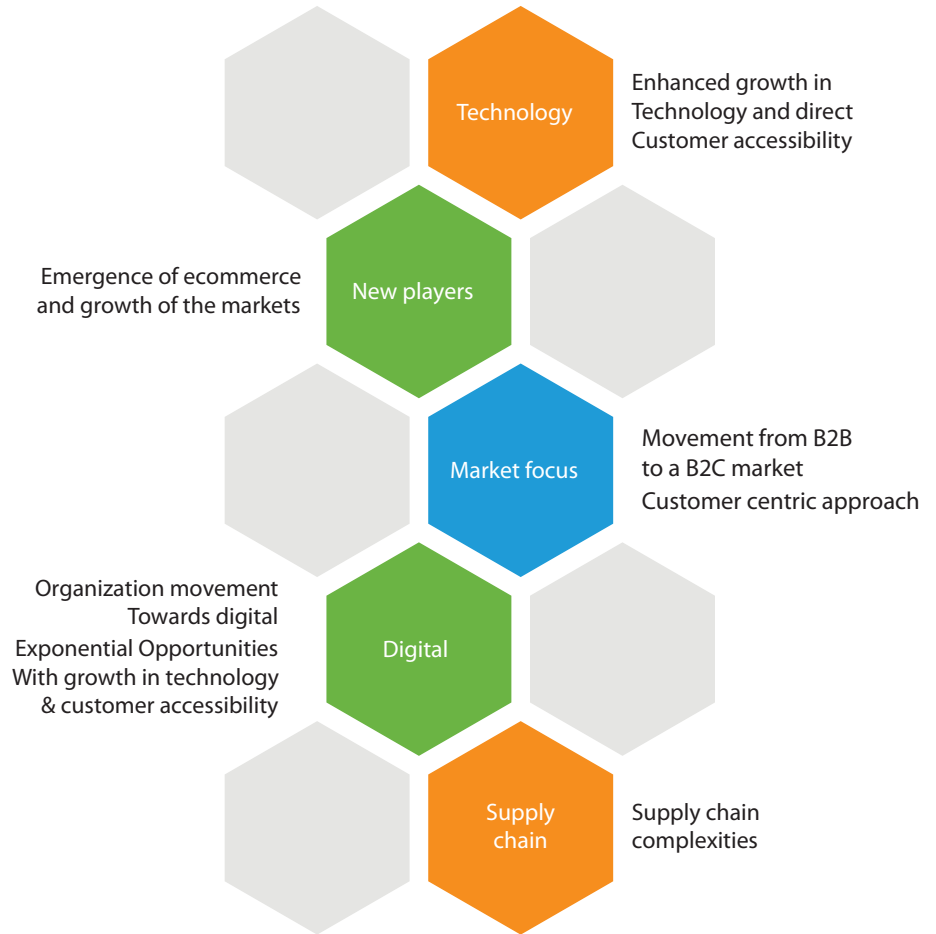 Technology
Enhanced growth in
Technology and direct
Customer accessibility
Emergence of ecommerce
and growth of the markets
New players
Market focus
Movement from B2B
to a B2C market
Customer centric approach
Organization movement
Towards digital
Exponential Opportunities
With growth in technology
& customer accessibility
Digital
Supply
chain
Supply chain
complexities